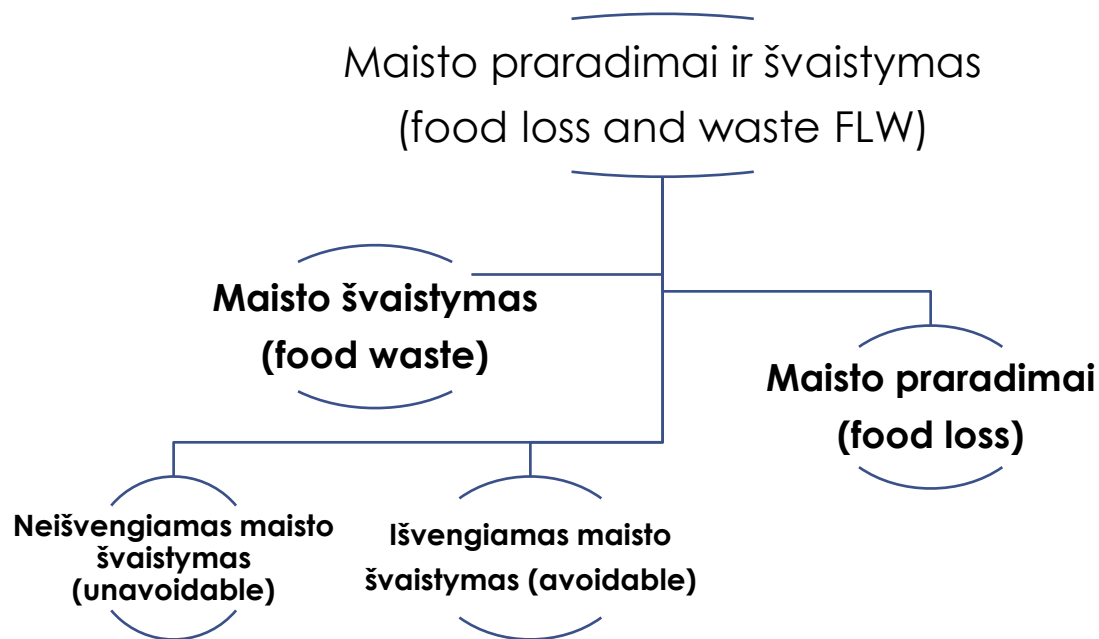 Maisto praradimai ir švaistymas
(food loss and waste FLW)
Maisto švaistymas
(food waste)
Maisto praradimai
(food loss)
Neišvengiamas maisto
švaistymas
(unavoidable)
Išvengiamas maisto
švaistymas (avoidable)